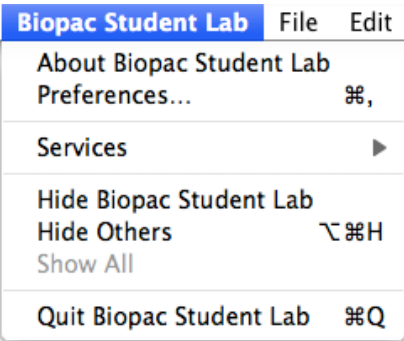 Biopac Student Lab File Edit
About Biopac Student Lab
Preferences... ⌘,
Services ▶
Hide Biopac Student Lab
Hide Others ⌥⌘H
Show All
Quit Biopac Student Lab ⌘Q